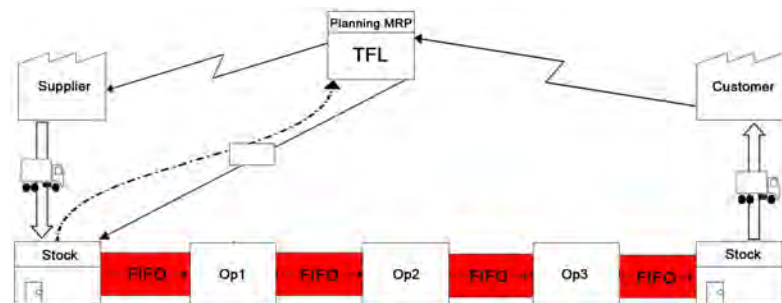 Planning MRP
TFL
Supplier
Customer
Stock
FIFO
Op1
FIFO
Op2
FIFO
Op3
FIFO
Stock